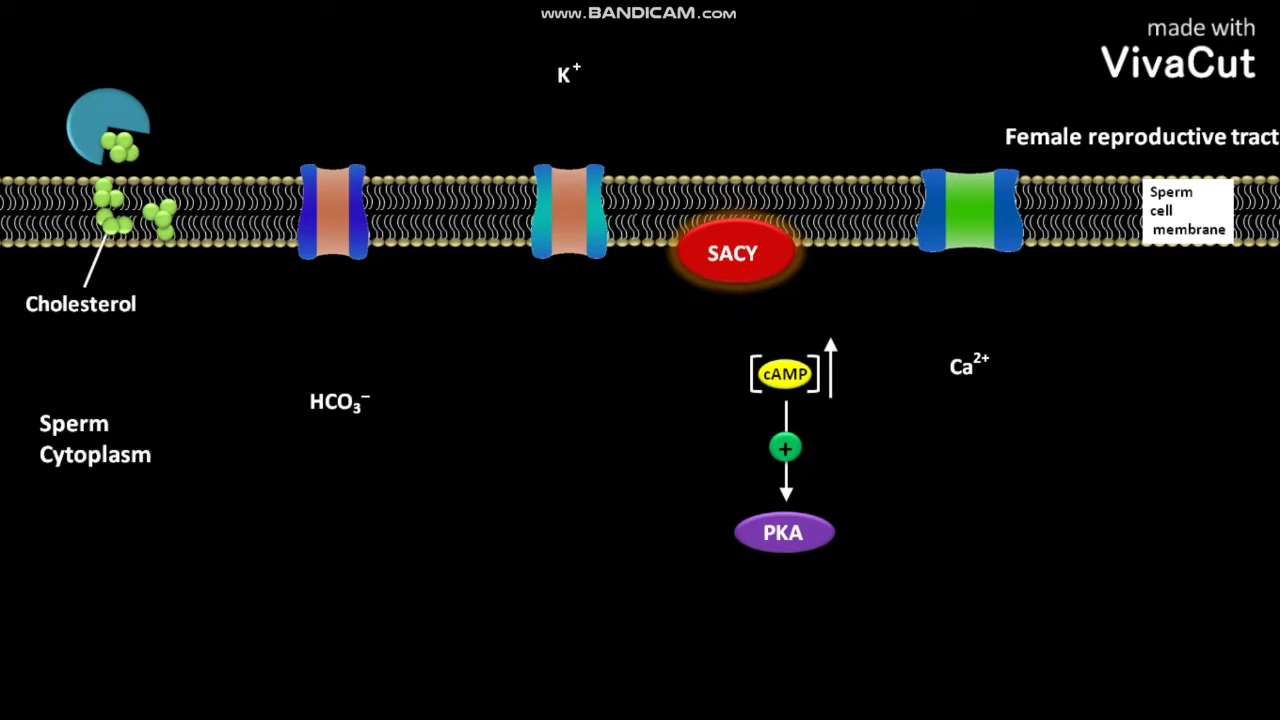 www.BANDICAM.com
made with
VivaCut
K⁺
Female reproductive tract
Sperm
cell
membrane
SACY
Cholesterol
[cAMP]
Ca²⁺
HCO₃⁻
Sperm
Cytoplasm
+
PKA